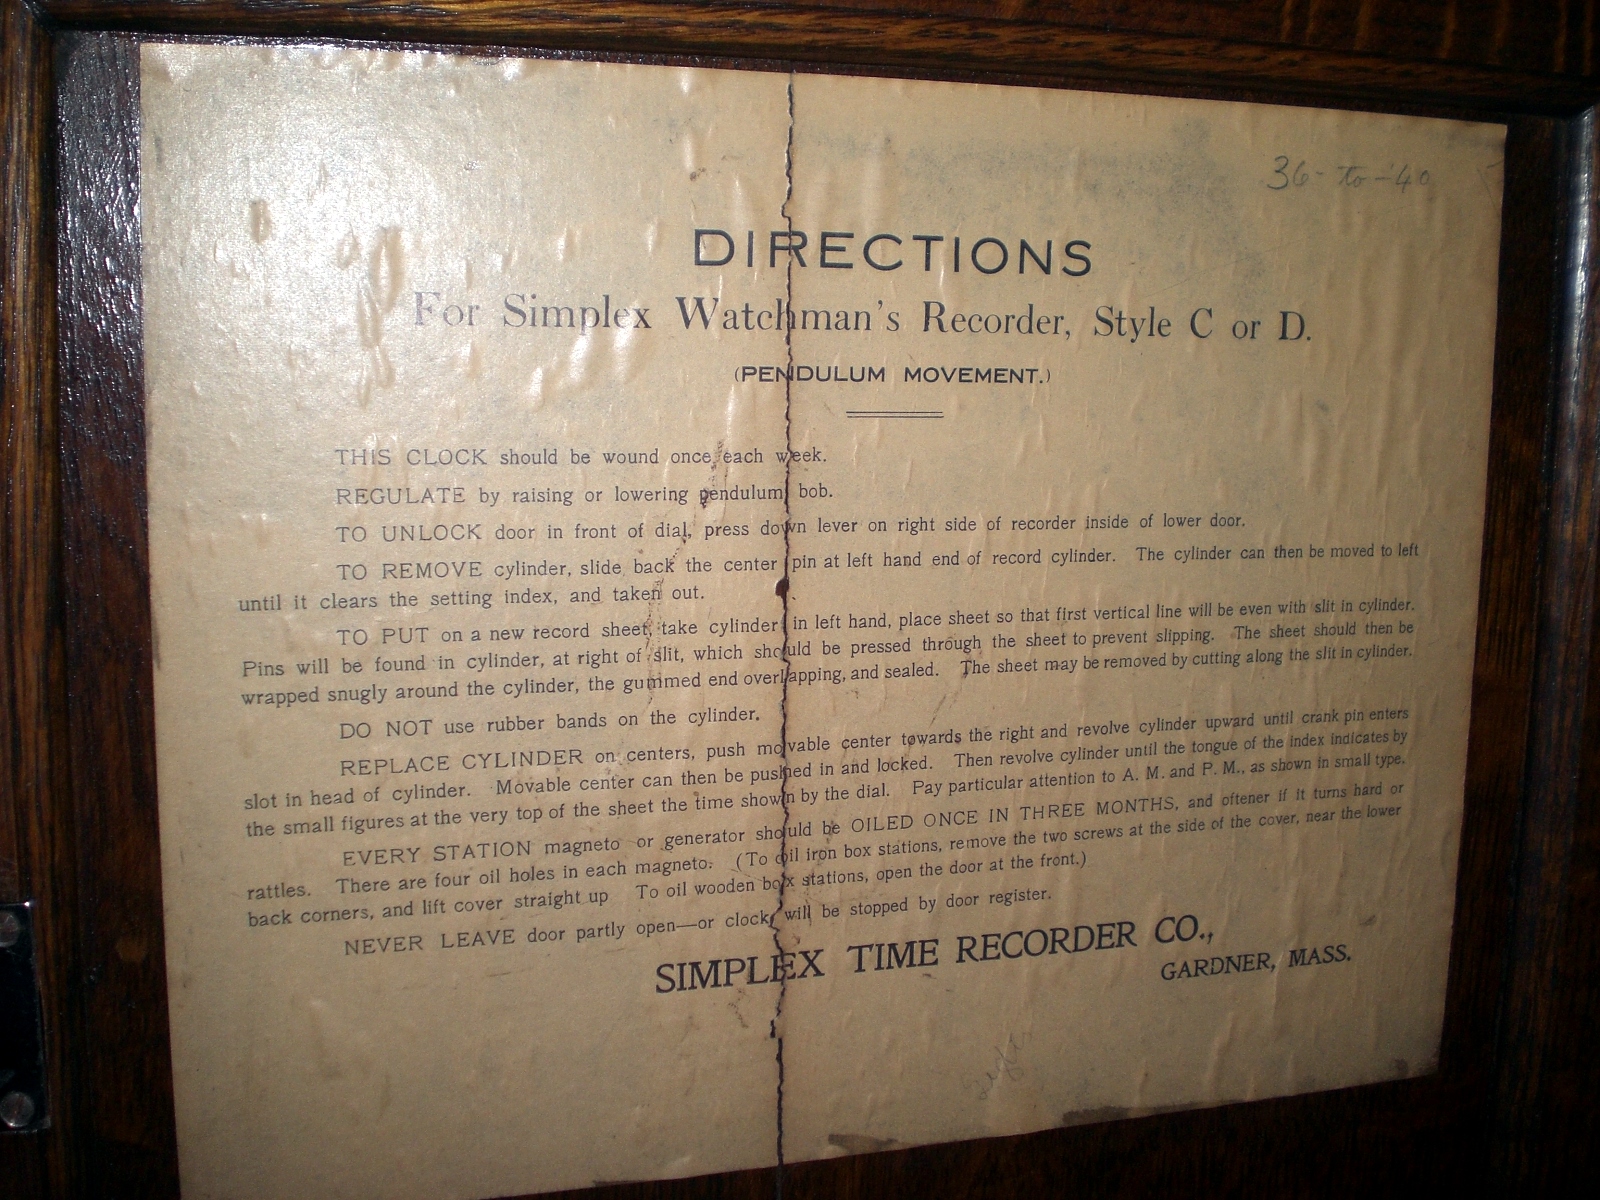 36 - to - 40
DIRECTIONS
For Simplex Watchman's Recorder, Style C or D.
(PENDULUM MOVEMENT.)
THIS CLOCK should be wound once each week.
REGULATE by raising or lowering pendulum bob.
TO UNLOCK door in front of dial, press down lever on right side of recorder inside of lower door.
TO REMOVE cylinder, slide back the center pin at left hand end of record cylinder. The cylinder can then be moved to left
until it clears the setting index, and taken out.
TO PUT on a new record sheet, take cylinder in left hand, place sheet so that first vertical line will be even with slit in cylinder.
Pins will be found in cylinder, at right of slit, which should be pressed through the sheet to prevent slipping. The sheet should then be
wrapped snugly around the cylinder, the gummed end overlapping, and sealed. The sheet may be removed by cutting along the slit in cylinder.
DO NOT use rubber bands on the cylinder.
REPLACE CYLINDER on centers, push movable center towards the right and revolve cylinder upward until crank pin enters
slot in head of cylinder. Movable center can then be pushed in and locked. Then revolve cylinder until the tongue of the index indicates by
the small figures at the very top of the sheet the time shown by the dial. Pay particular attention to A. M. and P. M., as shown in small type.
EVERY STATION magneto or generator should be OILED ONCE IN THREE MONTHS, and oftener if it turns hard or
rattles. There are four oil holes in each magneto. (To oil iron box stations, remove the two screws at the side of the cover, near the lower
back corners, and lift cover straight up To oil wooden box stations, open the door at the front.)
NEVER LEAVE door partly open—or clock will be stopped by door register.
SIMPLEX TIME RECORDER CO.,
GARDNER, MASS.